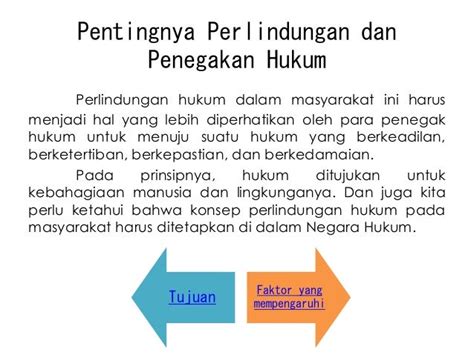 Pentingnya Perlindungan dan
Penegakan Hukum
Perlindungan hukum dalam masyarakat ini harus
menjadi hal yang lebih diperhatikan oleh para penegak
hukum untuk menuju suatu hukum yang berkeadilan,
berketertiban, berkepastian, dan berkedamaian.
Pada prinsipnya, hukum ditujukan untuk
kebahagiaan manusia dan lingkungannya. Dan juga kita
perlu ketahui bahwa konsep perlindungan hukum pada
masyarakat harus ditetapkan di dalam Negara Hukum.
Tujuan
Faktor yang
mempengaruhi